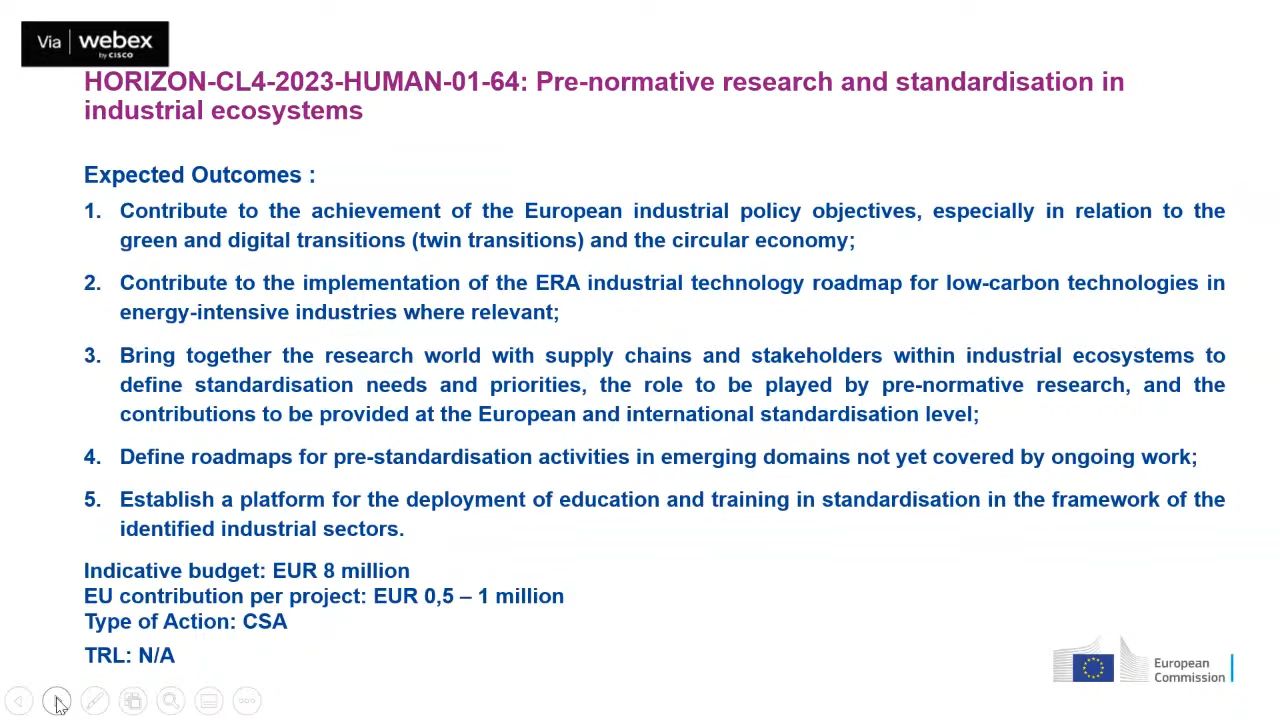 Via webex
by CISCO
HORIZON-CL4-2023-HUMAN-01-64: Pre-normative research and standardisation in
industrial ecosystems
Expected Outcomes :
1. Contribute to the achievement of the European industrial policy objectives, especially in relation to the
green and digital transitions (twin transitions) and the circular economy;
2. Contribute to the implementation of the ERA industrial technology roadmap for low-carbon technologies in
energy-intensive industries where relevant;
3. Bring together the research world with supply chains and stakeholders within industrial ecosystems to
define standardisation needs and priorities, the role to be played by pre-normative research, and the
contributions to be provided at the European and international standardisation level;
4. Define roadmaps for pre-standardisation activities in emerging domains not yet covered by ongoing work;
5. Establish a platform for the deployment of education and training in standardisation in the framework of the
identified industrial sectors.
Indicative budget: EUR 8 million
EU contribution per project: EUR 0,5 – 1 million
Type of Action: CSA
TRL: N/A
European
Commission